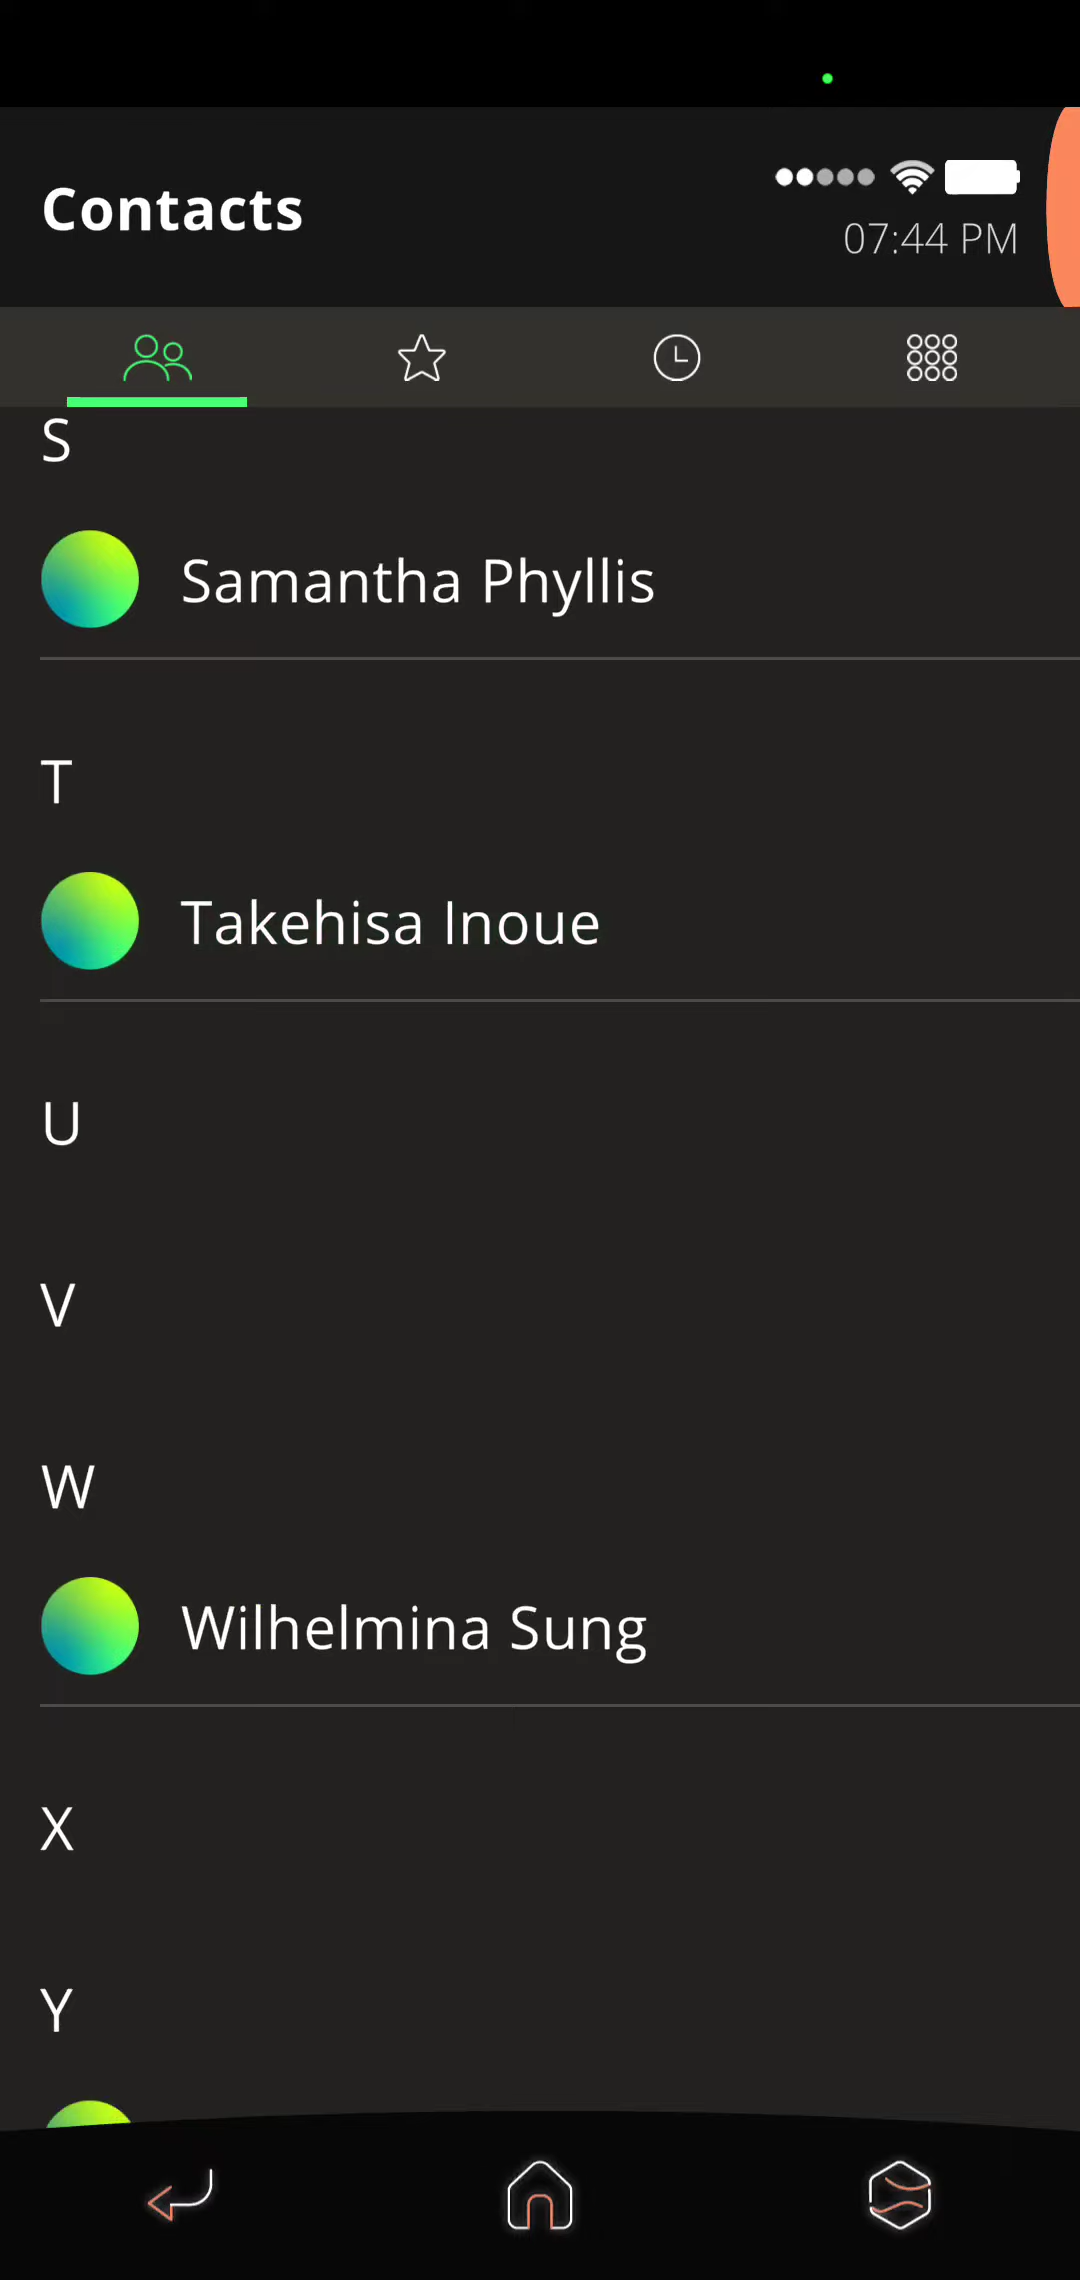 Contacts
07:44 PM
S
Samantha Phyllis
T
Takehisa Inoue
U
V
W
Wilhelmina Sung
X
Y